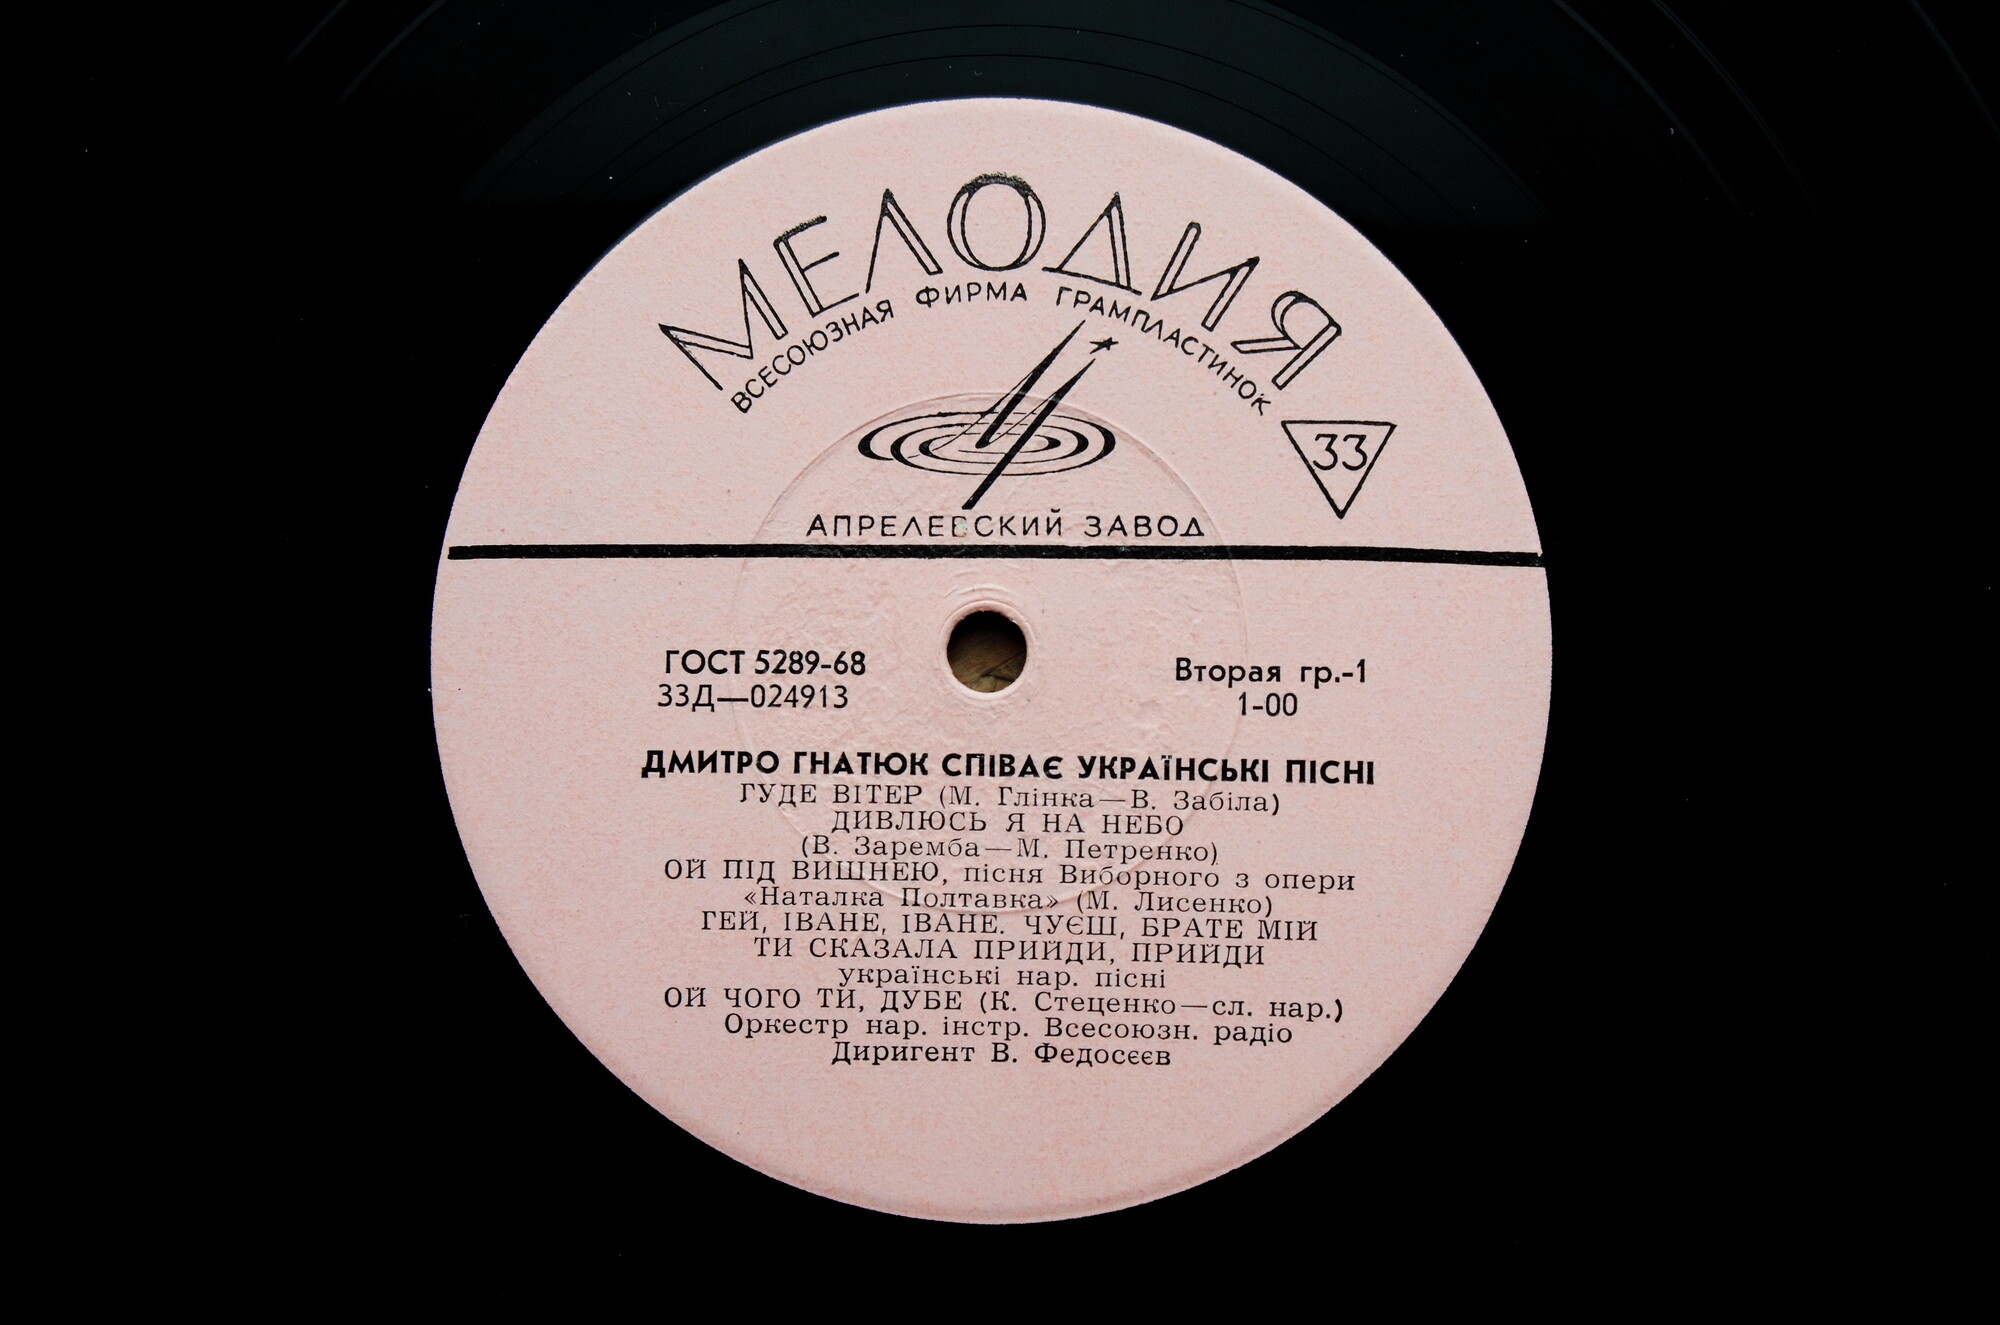 МЕЛОДИЯ
ВСЕСОЮЗНАЯ ФИРМА ГРАМПЛАСТИНОК
33
АПРЕЛЕВСКИЙ ЗАВОД
ГОСТ 5289-68
33Д—024913
Вторая гр.-1
1-00
ДМИТРО ГНАТЮК СПІВАЄ УКРАЇНСЬКІ ПІСНІ
ГУДЕ ВІТЕР (М. Глінка—В. Забіла)
ДИВЛЮСЬ Я НА НЕБО
(В. Заремба—М. Петренко)
ОЙ ПІД ВИШНЕЮ, пісня Виборного з опери
«Наталка Полтавка» (М. Лисенко)
ГЕЙ, ІВАНЕ, ІВАНЕ. ЧУЄШ, БРАТЕ МІЙ
ТИ СКАЗАЛА ПРИЙДИ, ПРИЙДИ
українські нар. пісні
ОЙ ЧОГО ТИ, ДУБЕ (К. Стеценко—сл. нар.)
Оркестр нар. інстр. Всесоюзн. радіо
Диригент В. Федосєєв